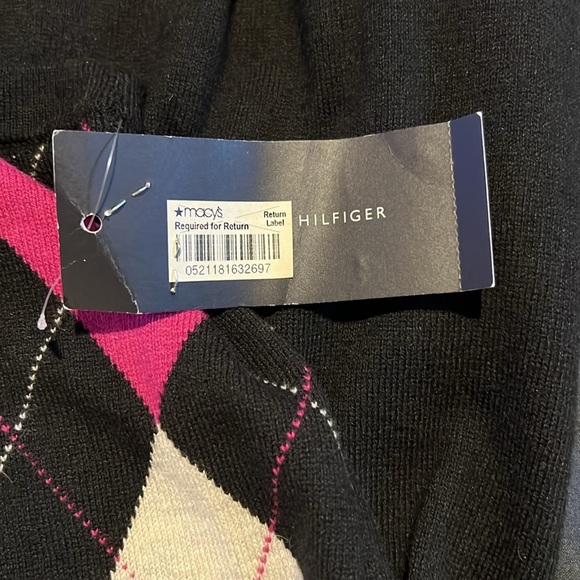 ★macy's
Return
Label
Required for Return
0521181632697
HILFIGER